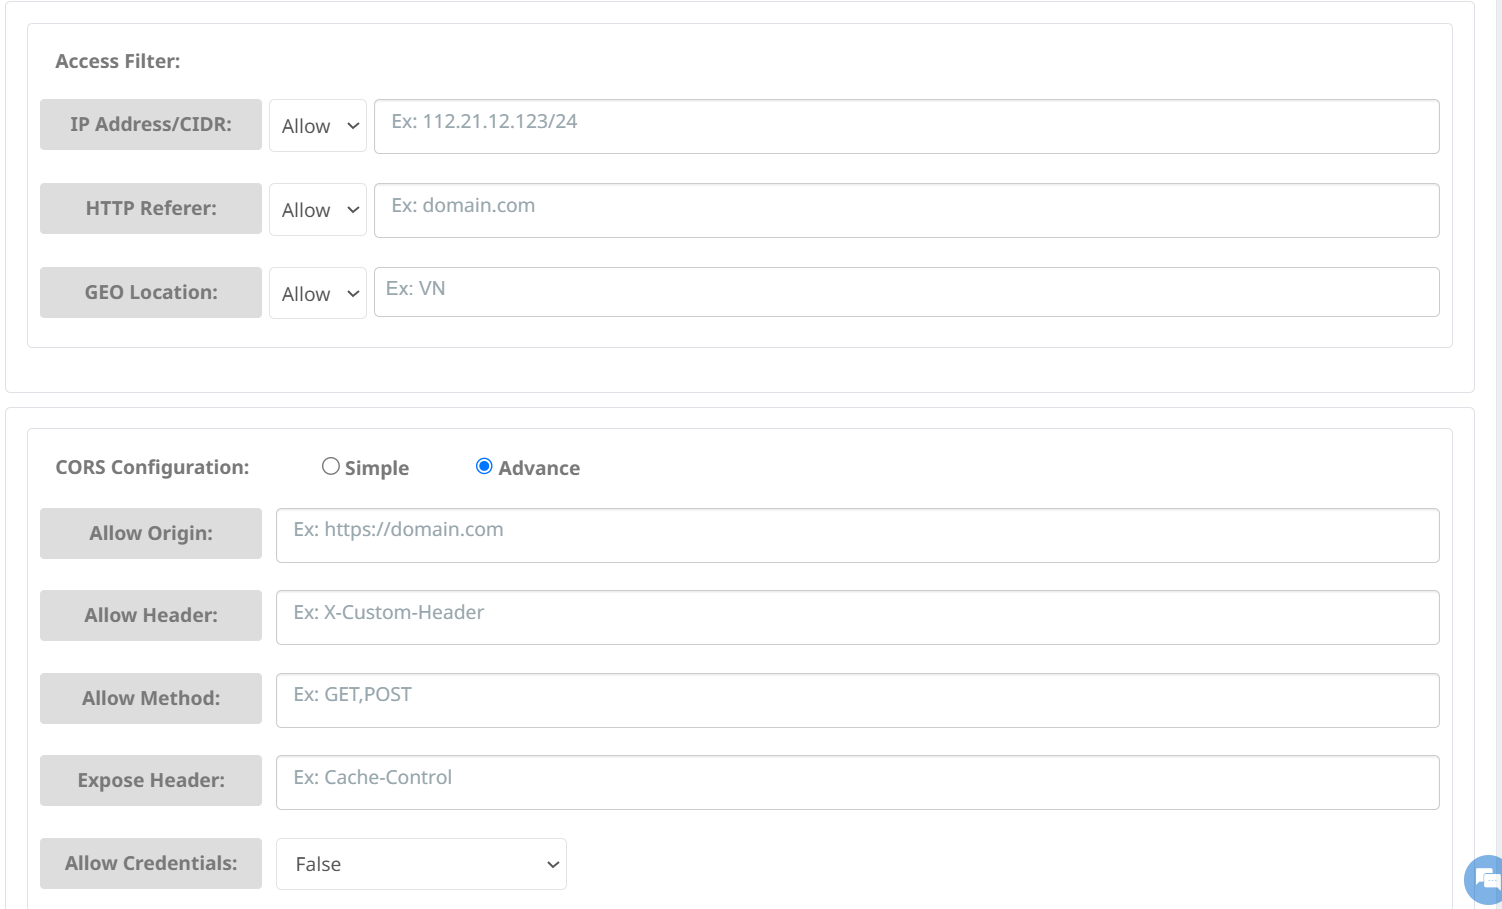 Access Filter:
IP Address/CIDR: Allow Ex: 112.21.12.123/24
HTTP Referer: Allow Ex: domain.com
GEO Location: Allow Ex: VN
CORS Configuration: Simple Advance
Allow Origin: Ex: https://domain.com
Allow Header: Ex: X-Custom-Header
Allow Method: Ex: GET,POST
Expose Header: Ex: Cache-Control
Allow Credentials: False